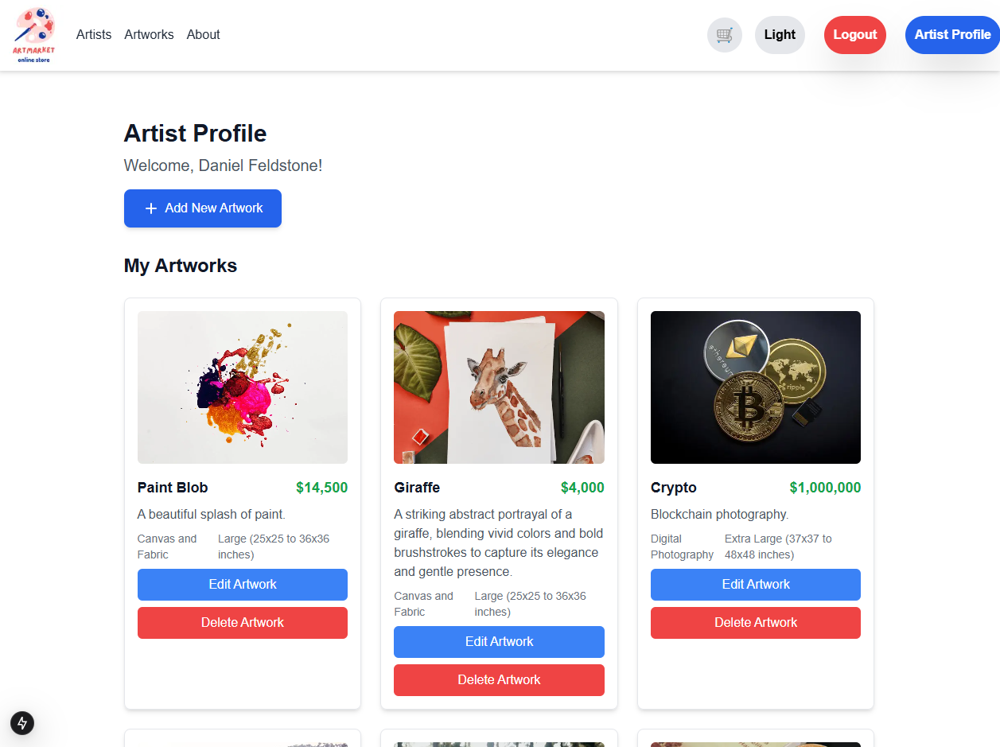 ARTMARKET
online store
Artists
Artworks
About
Light
Logout
Artist Profile
Artist Profile
Welcome, Daniel Feldstone!
+ Add New Artwork
My Artworks
ethereum
ripple
Paint Blob
$14,500
A beautiful splash of paint.
Canvas and
Fabric
Large (25x25 to 36x36
inches)
Edit Artwork
Delete Artwork
Giraffe
$4,000
A striking abstract portrayal of a
giraffe, blending vivid colors and bold
brushstrokes to capture its elegance
and gentle presence.
Canvas and
Fabric
Large (25x25 to 36x36
inches)
Edit Artwork
Delete Artwork
Crypto
$1,000,000
Blockchain photography.
Digital
Photography
Extra Large (37x37 to
48x48 inches)
Edit Artwork
Delete Artwork